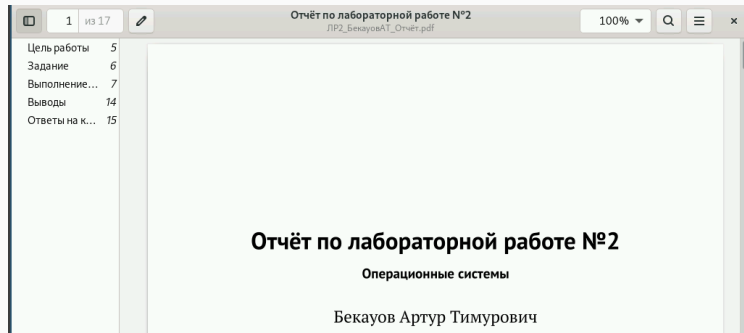 1 из 17
Отчёт по лабораторной работе №2
ЛР2_БекауовАТ_Отчёт.pdf
100%
Цель работы 5
Задание 6
Выполнение... 7
Выводы 14
Ответы на к... 15
Отчёт по лабораторной работе №2
Операционные системы
Бекауов Артур Тимурович